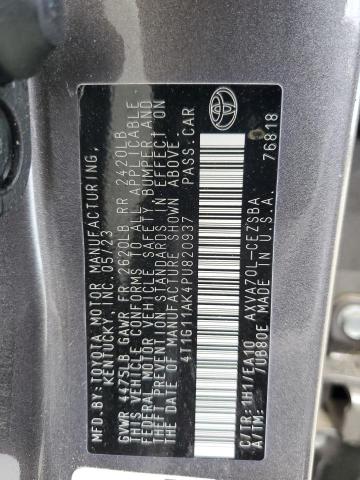 MFD. BY: TOYOTA MOTOR MANUFACTURING,
KENTUCKY, INC. 05/23
GVWR 4475LB GAWR FR 2620LB RR 2420LB
THIS VEHICLE CONFORMS TO ALL APPLICABLE
FEDERAL MOTOR VEHICLE SAFETY BUMPER, AND
THEFT PREVENTION STANDARDS IN EFFECT ON
THE DATE OF MANUFACTURE SHOWN ABOVE.
4T1G11AK4PU820937 PASS.CAR
C/TR: 1H1/EA10 AXVA70L-CEZSBA
A/TM: -/UB80E MADE IN U.S.A.
76818